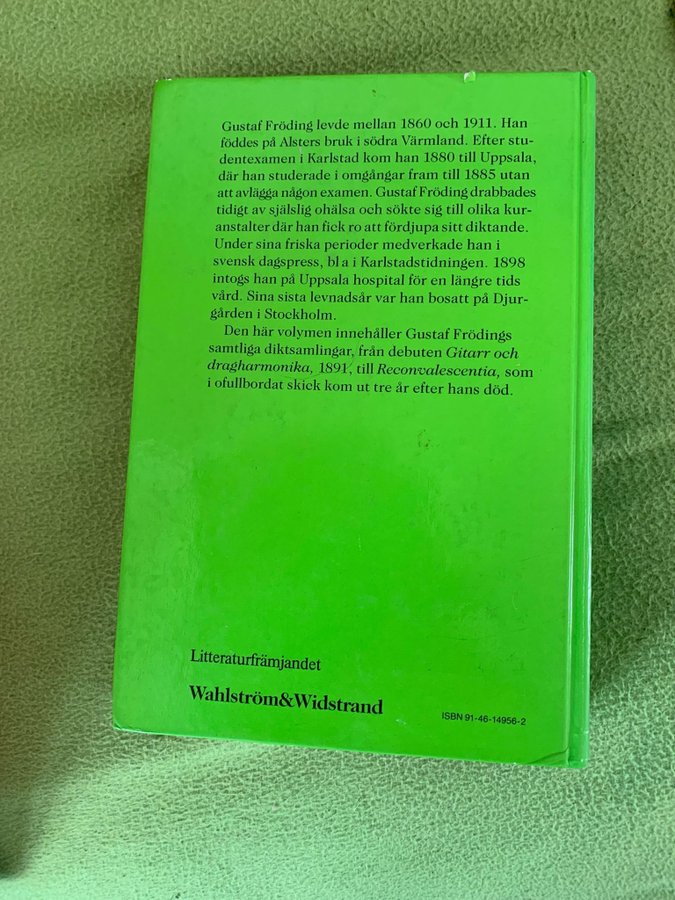 Gustaf Fröding levde mellan 1860 och 1911. Han
föddes på Alsters bruk i södra Värmland. Efter stu-
dentexamen i Karlstad kom han 1880 till Uppsala,
där han studerade i omgångar fram till 1885 utan
att avlägga någon examen. Gustaf Fröding drabbades
tidigt av själslig ohälsa och sökte sig till olika kur-
anstalter där han fick ro att fördjupa sitt diktande.
Under sina friska perioder medverkade han i
svensk dagspress, bl a i Karlstadstidningen. 1898
intogs han på Uppsala hospital för en längre tids
vård. Sina sista levnadsår var han bosatt på Djur-
gården i Stockholm.
Den här volymen innehåller Gustaf Frödings
samtliga diktsamlingar, från debuten Gitarr och
dragharmonika, 1891, till Reconvalescentia, som
i ofullbordat skick kom ut tre år efter hans död.
Litteraturfrämjandet
Wahlström&Widstrand
ISBN 91-46-14956-2